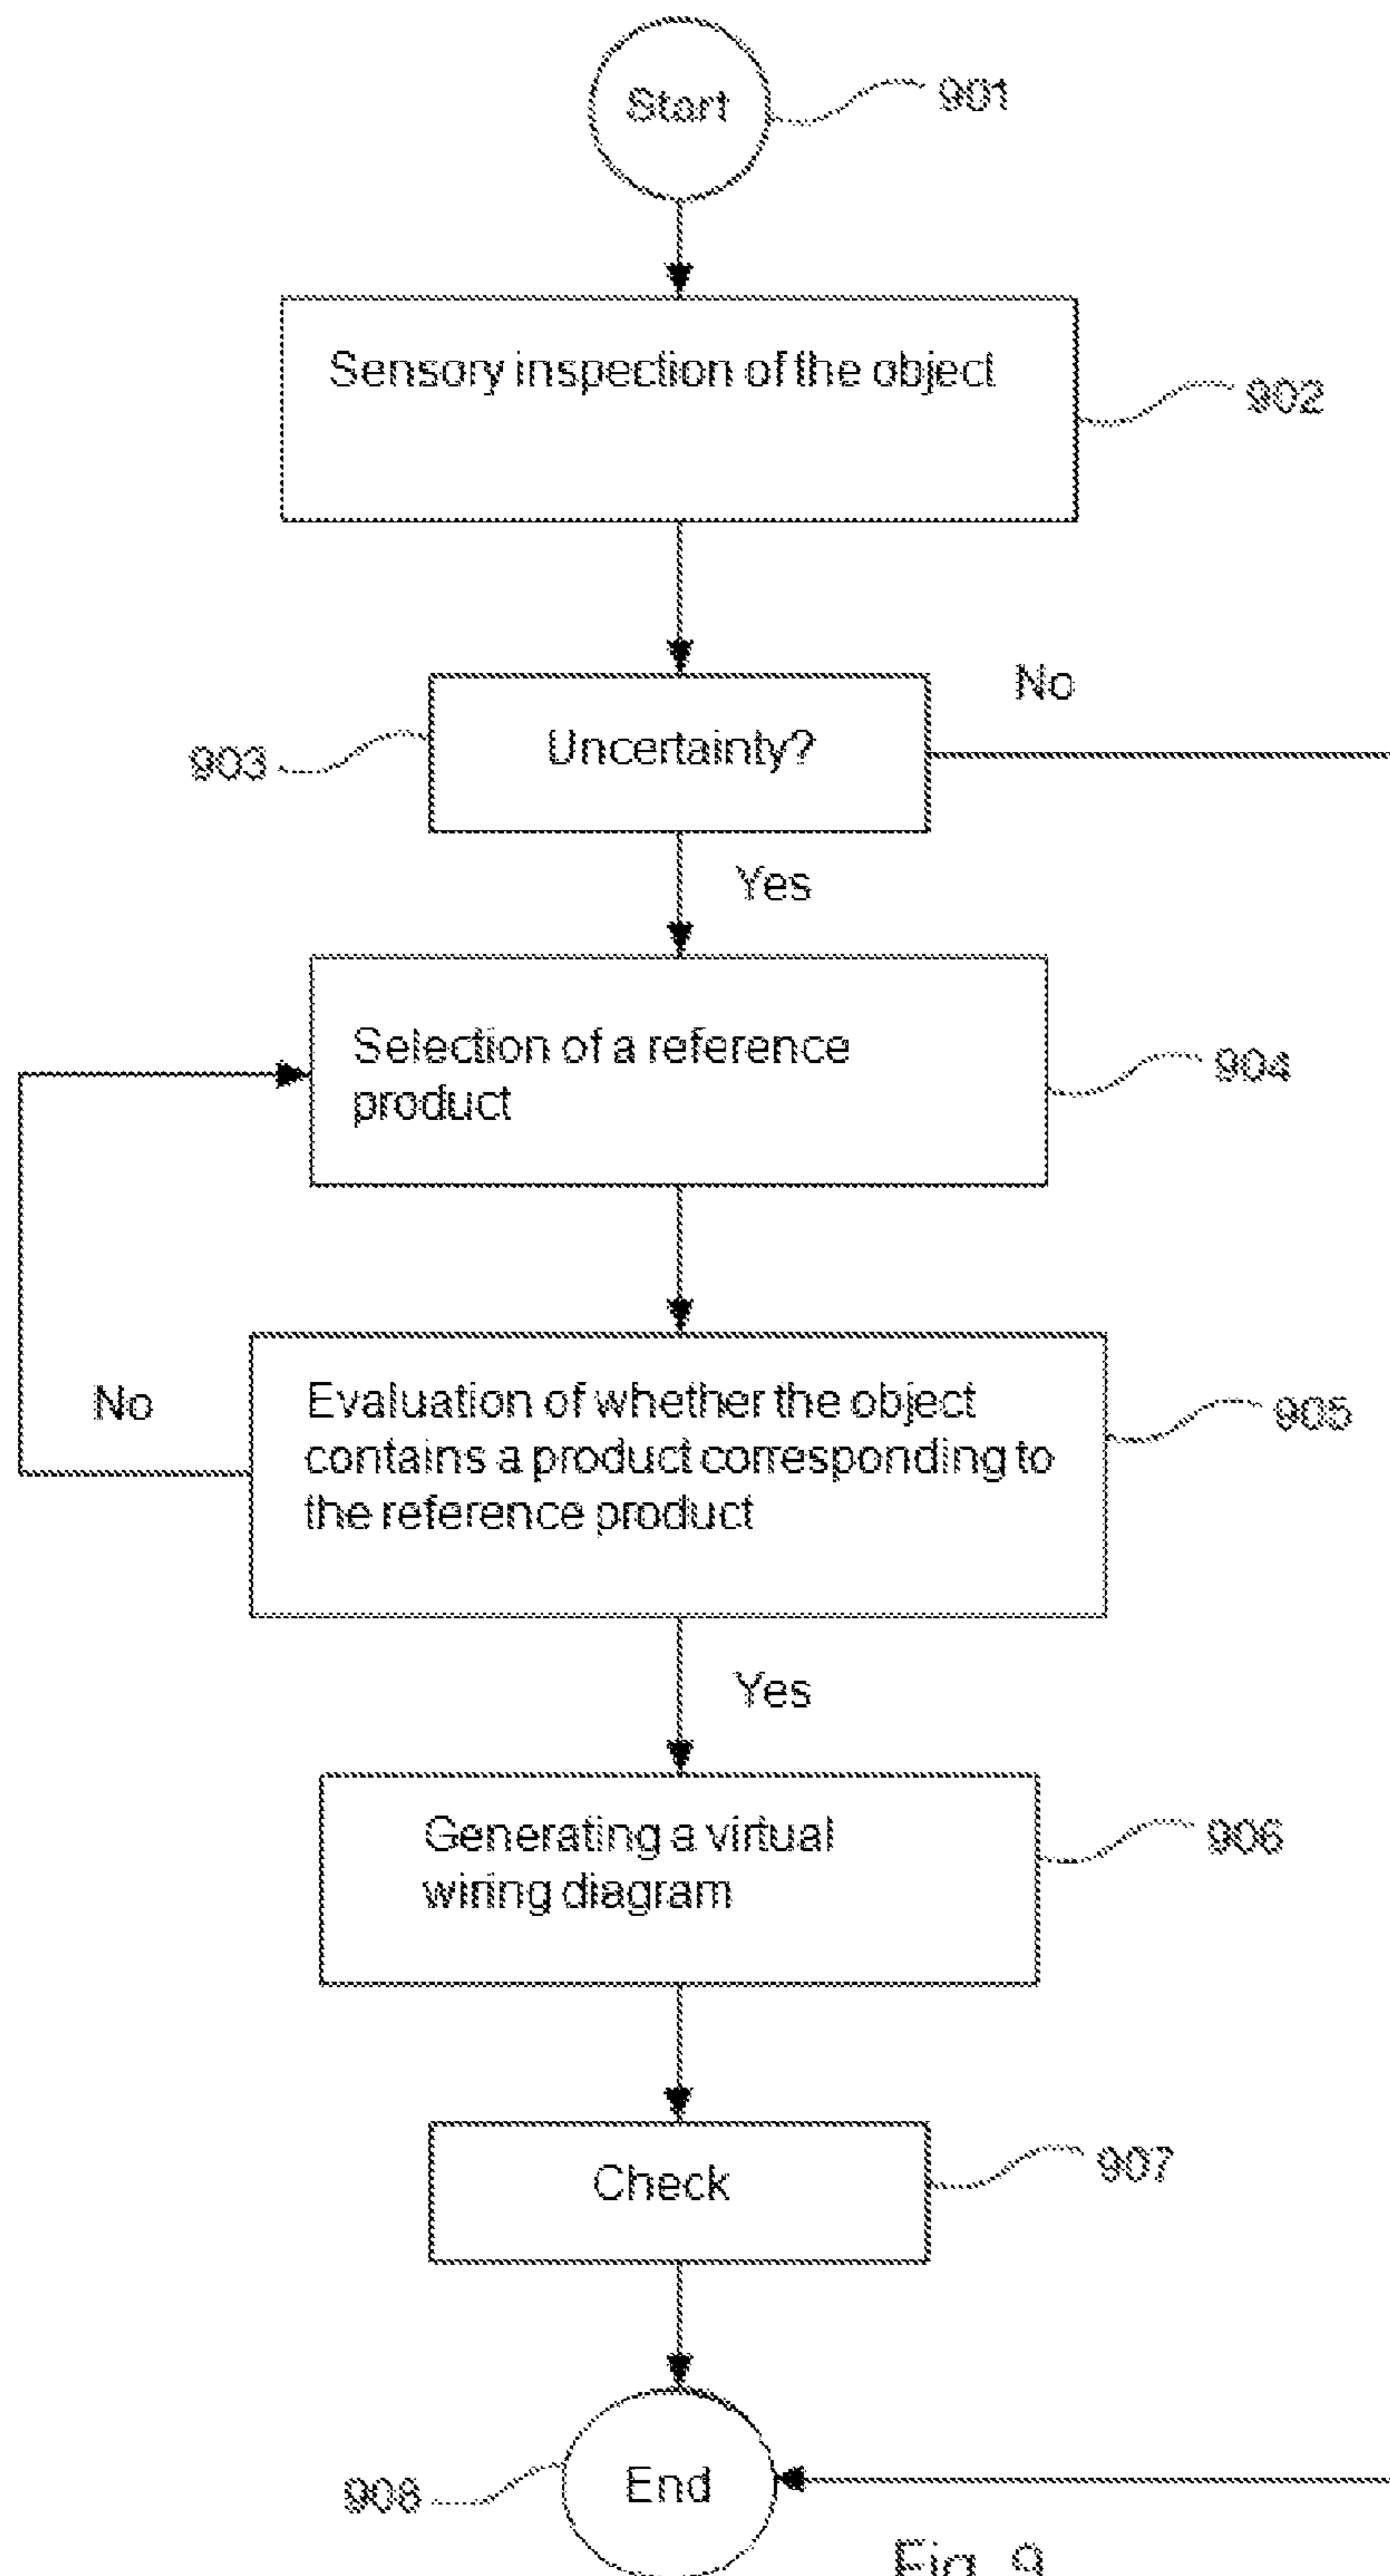 Start
901
Sensory inspection of the object
902
No
Uncertainty?
903
Yes
Selection of a reference
product
904
No
Evaluation of whether the object
contains a product corresponding to
the reference product
905
Yes
Generating a virtual
wiring diagram
906
Check
907
End
908
Fig. 9